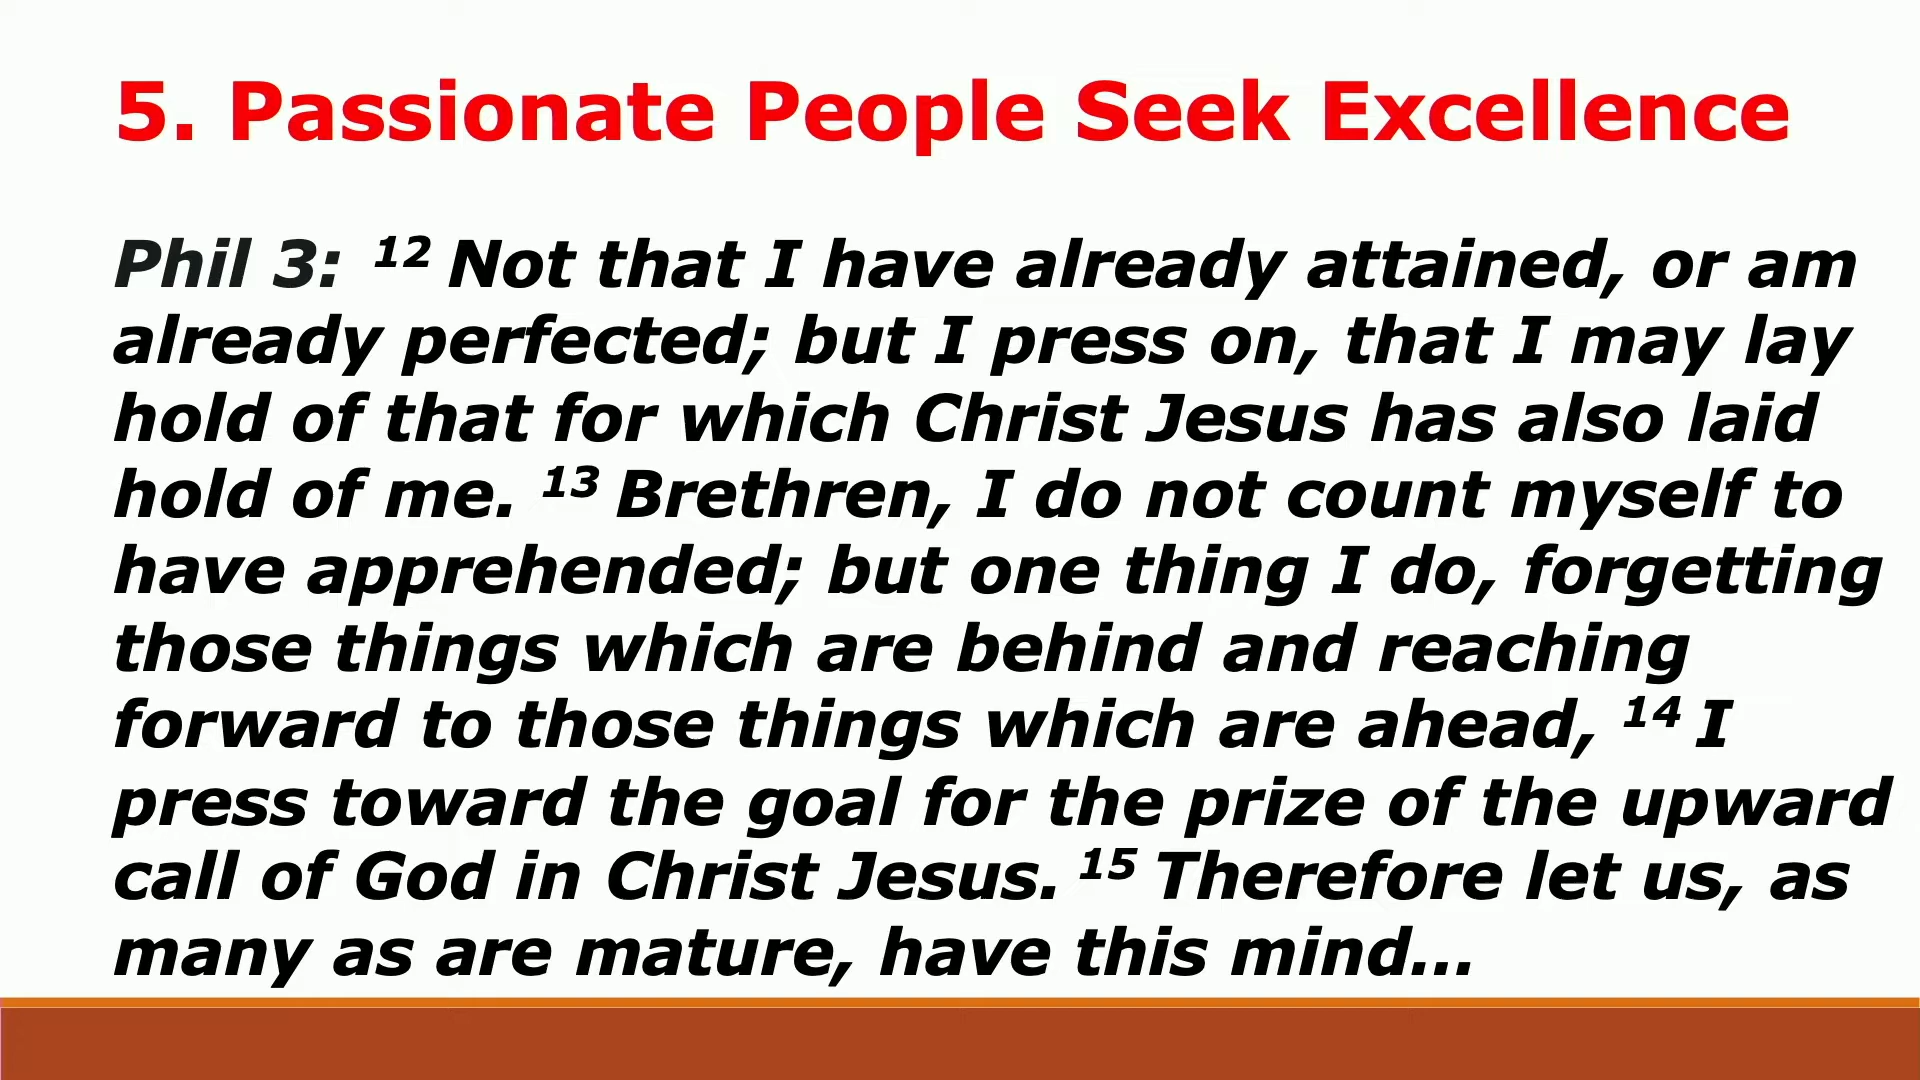 5. Passionate People Seek Excellence
Phil 3: 12 Not that I have already attained, or am
already perfected; but I press on, that I may lay
hold of that for which Christ Jesus has also laid
hold of me. 13 Brethren, I do not count myself to
have apprehended; but one thing I do, forgetting
those things which are behind and reaching
forward to those things which are ahead, 14 I
press toward the goal for the prize of the upward
call of God in Christ Jesus. 15 Therefore let us, as
many as are mature, have this mind...